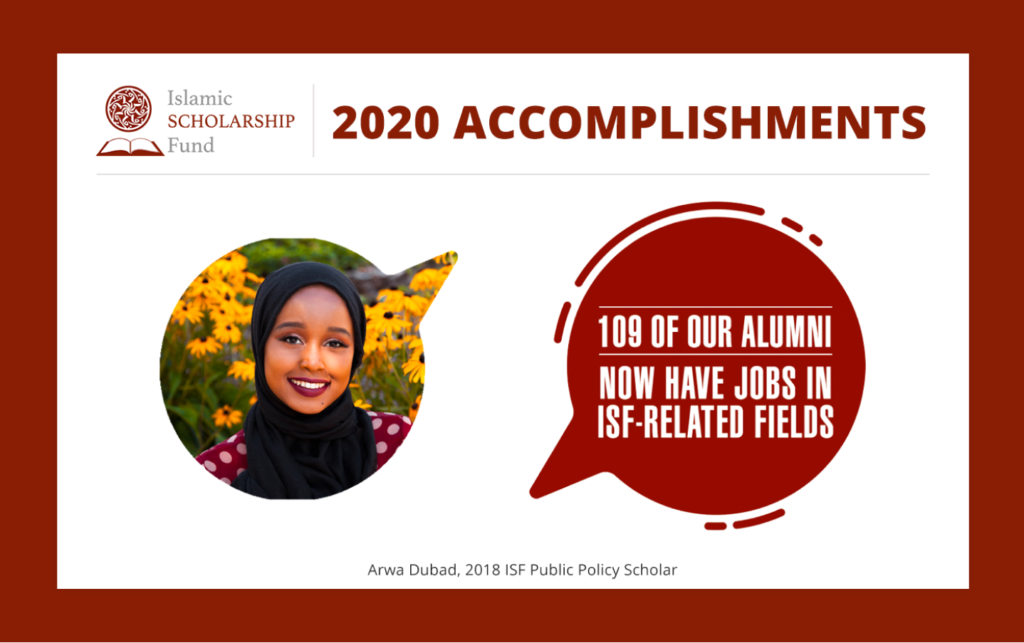 Islamic
SCHOLARSHIP
Fund
2020 ACCOMPLISHMENTS
109 OF OUR ALUMNI
NOW HAVE JOBS IN
ISF-RELATED FIELDS
Arwa Dubad, 2018 ISF Public Policy Scholar